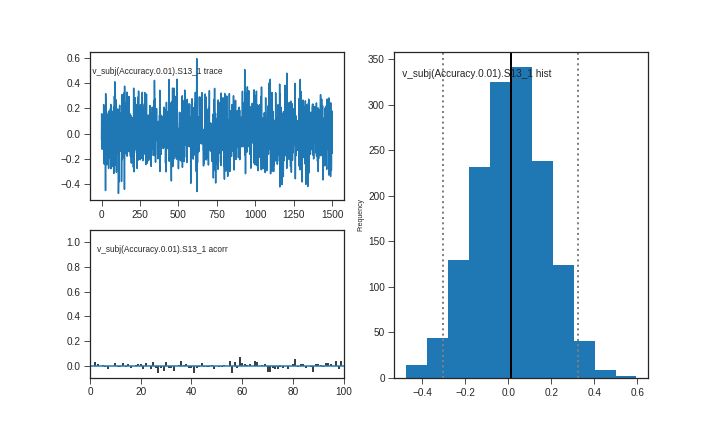 v_subj(Accuracy.0.01).S13_1 trace
0.6
0.4
0.2
0.0
−0.2
−0.4
0 250 500 750 1000 1250 1500
v_subj(Accuracy.0.01).S13_1 acorr
1.0
0.8
0.6
0.4
0.2
0.0
0 20 40 60 80 100
v_subj(Accuracy.0.01).S13_1 hist
Frequency
350
300
250
200
150
100
50
0
−0.4 −0.2 0.0 0.2 0.4 0.6